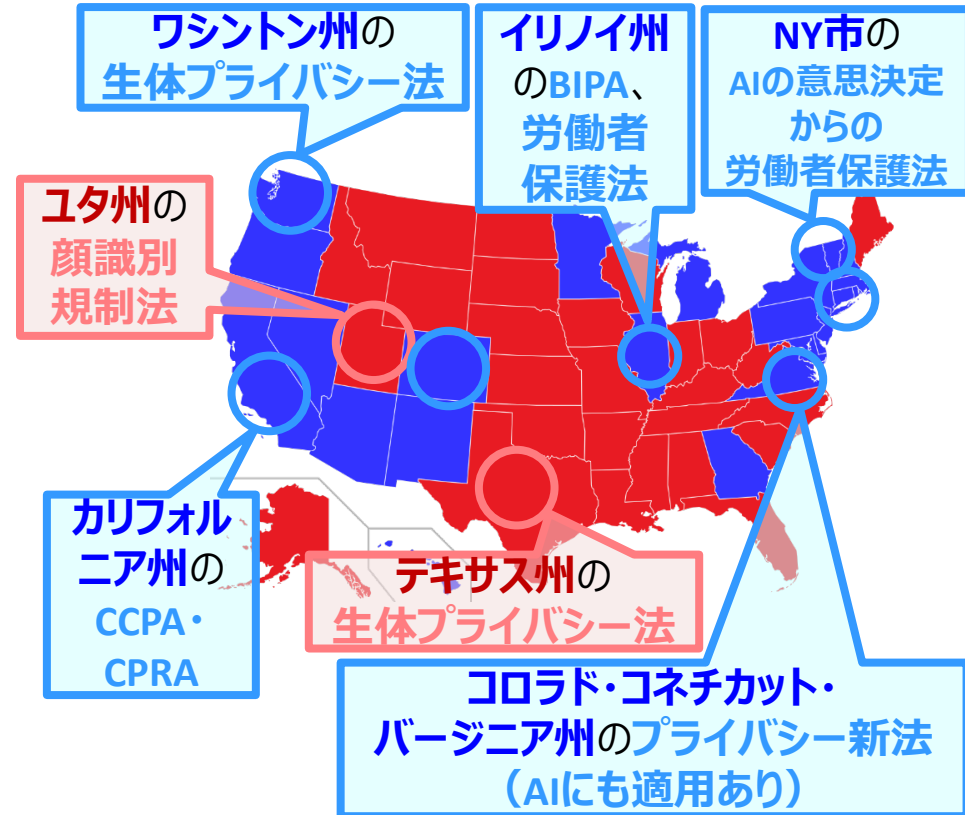 ワシントン州の
生体プライバシー法
イリノイ州
のBIPA、
労働者
保護法
NY市の
AIの意思決定
からの
労働者保護法
ユタ州の
顔識別
規制法
カリフォル
ニア州の
CCPA・
CPRA
テキサス州の
生体プライバシー法
コロラド・コネチカット・
バージニア州のプライバシー新法
（AIにも適用あり）